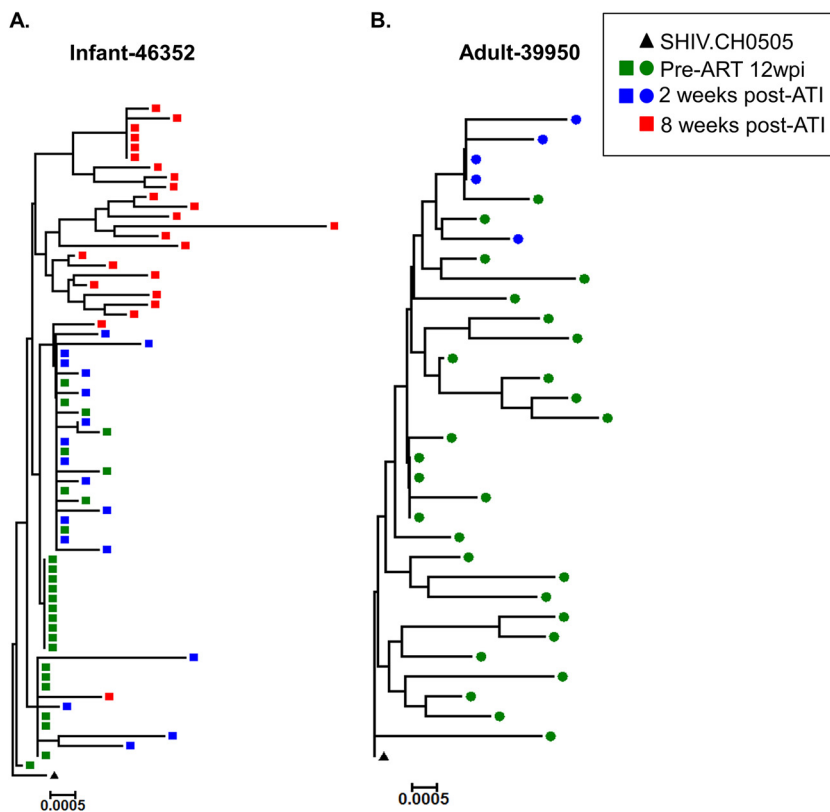 A.
Infant-46352
B.
Adult-39950
SHIV.CH0505
Pre-ART 12wpi
2 weeks post-ATI
8 weeks post-ATI
0.0005
0.0005